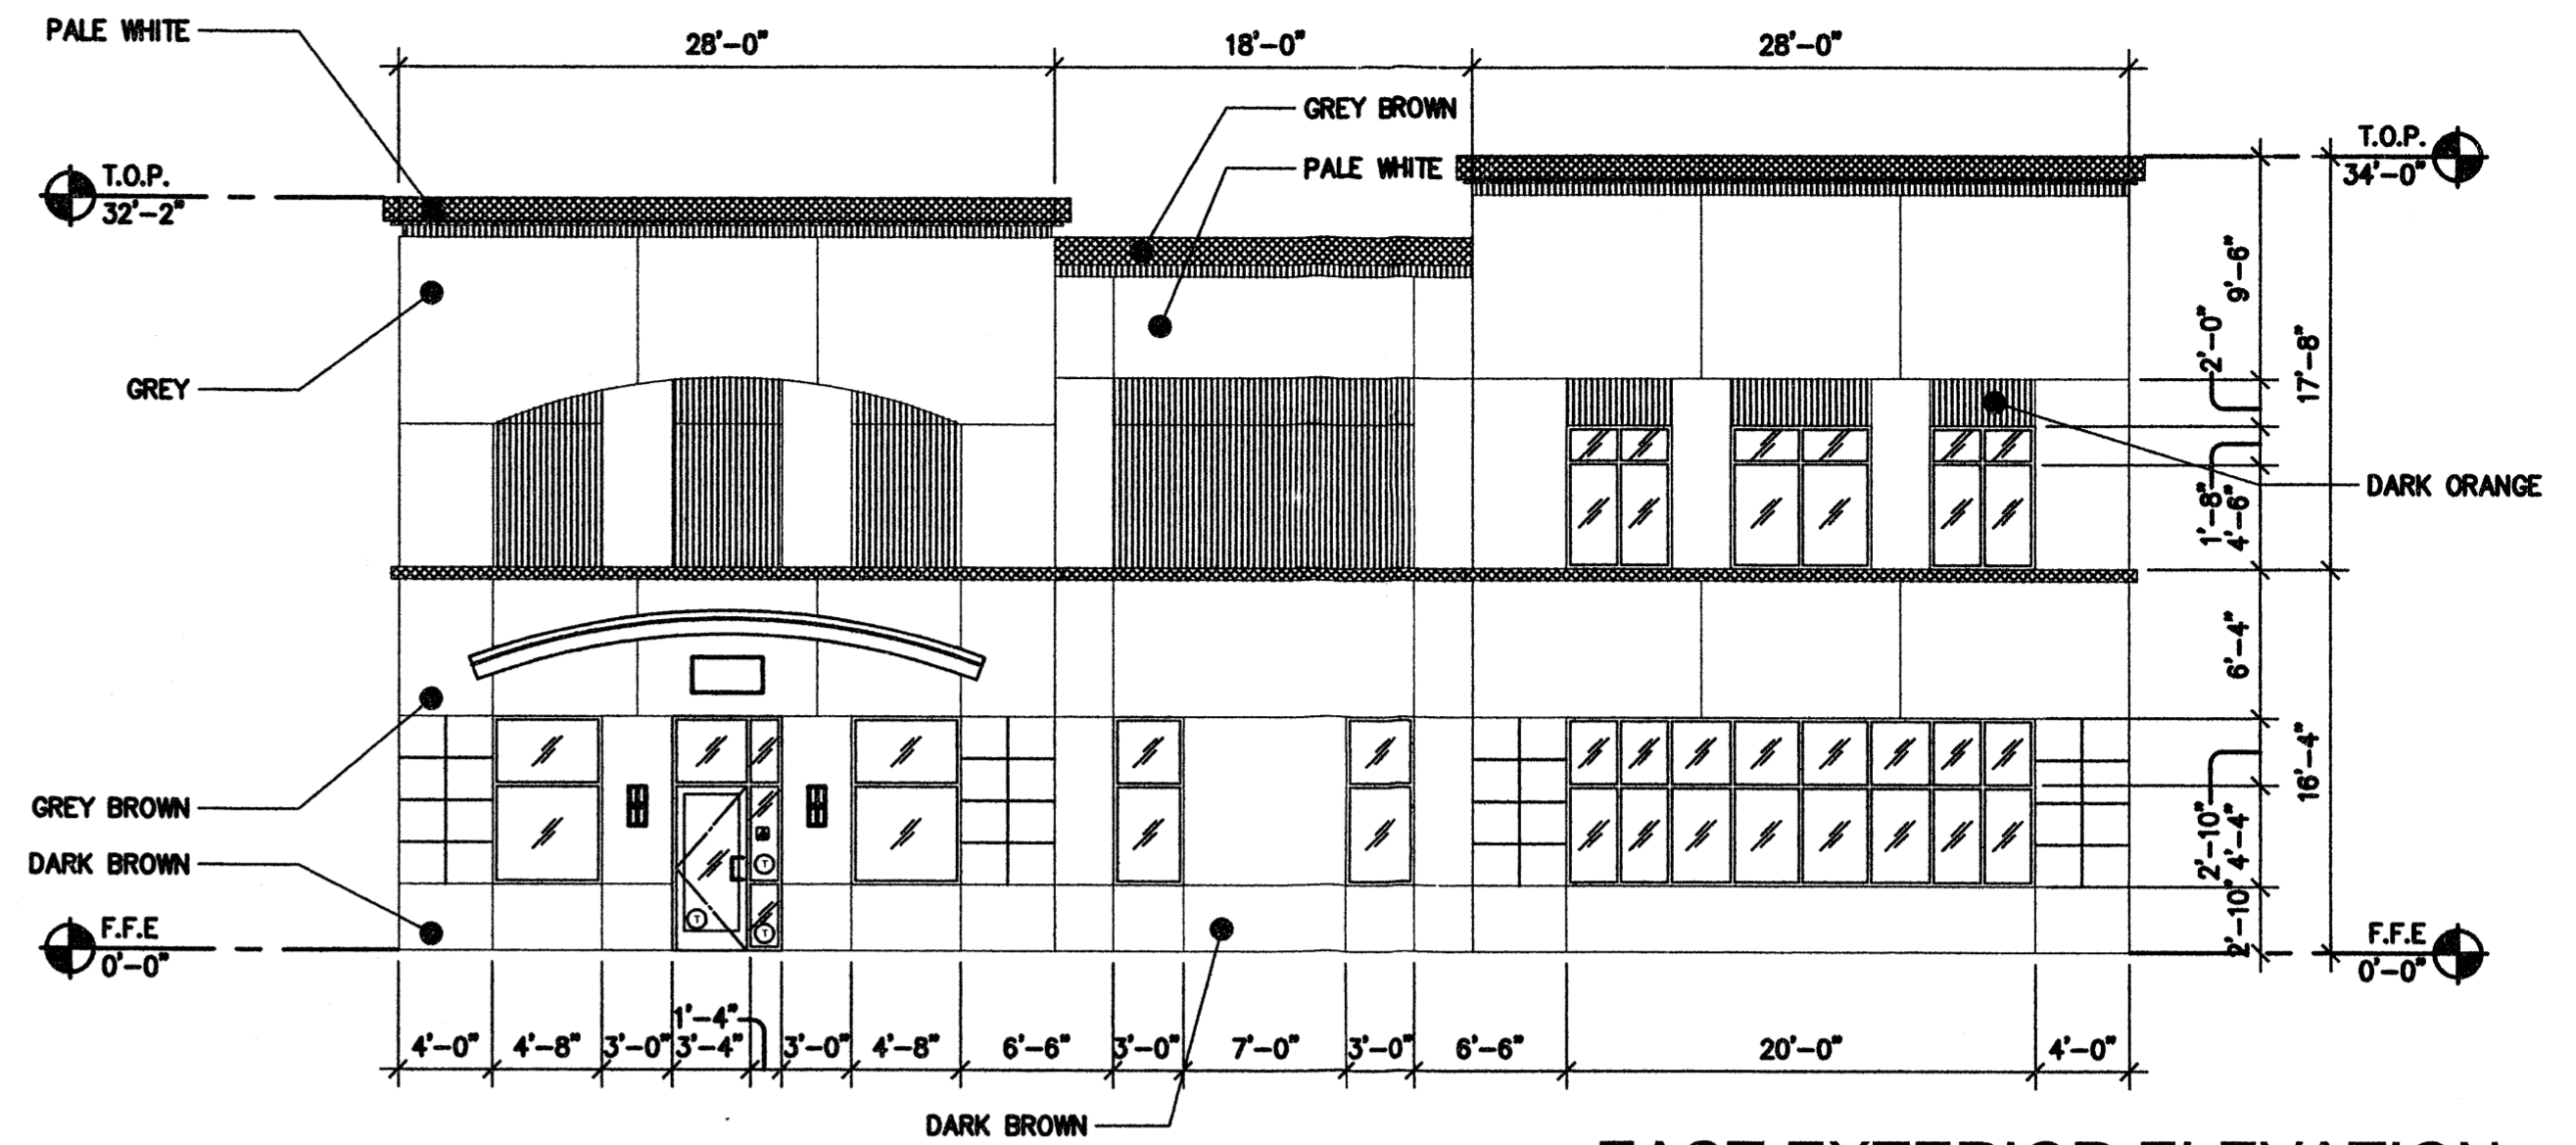 PALE WHITE
28'-0"
18'-0"
28'-0"
GREY BROWN
PALE WHITE
T.O.P.
32'-2"
T.O.P.
34'-0"
GREY
9'-6"
2'-0"
17'-8"
1'-8"
4'-6"
DARK ORANGE
6'-4"
GREY BROWN
DARK BROWN
2'-10"
4'-4"
16'-4"
2'-10"
T
T
T
F.F.E
0'-0"
F.F.E
0'-0"
1'-4"
4'-0"
4'-8"
3'-0"
3'-4"
3'-0"
4'-8"
6'-6"
3'-0"
7'-0"
3'-0"
6'-6"
20'-0"
4'-0"
DARK BROWN
EAST EXTERIOR ELEVATION